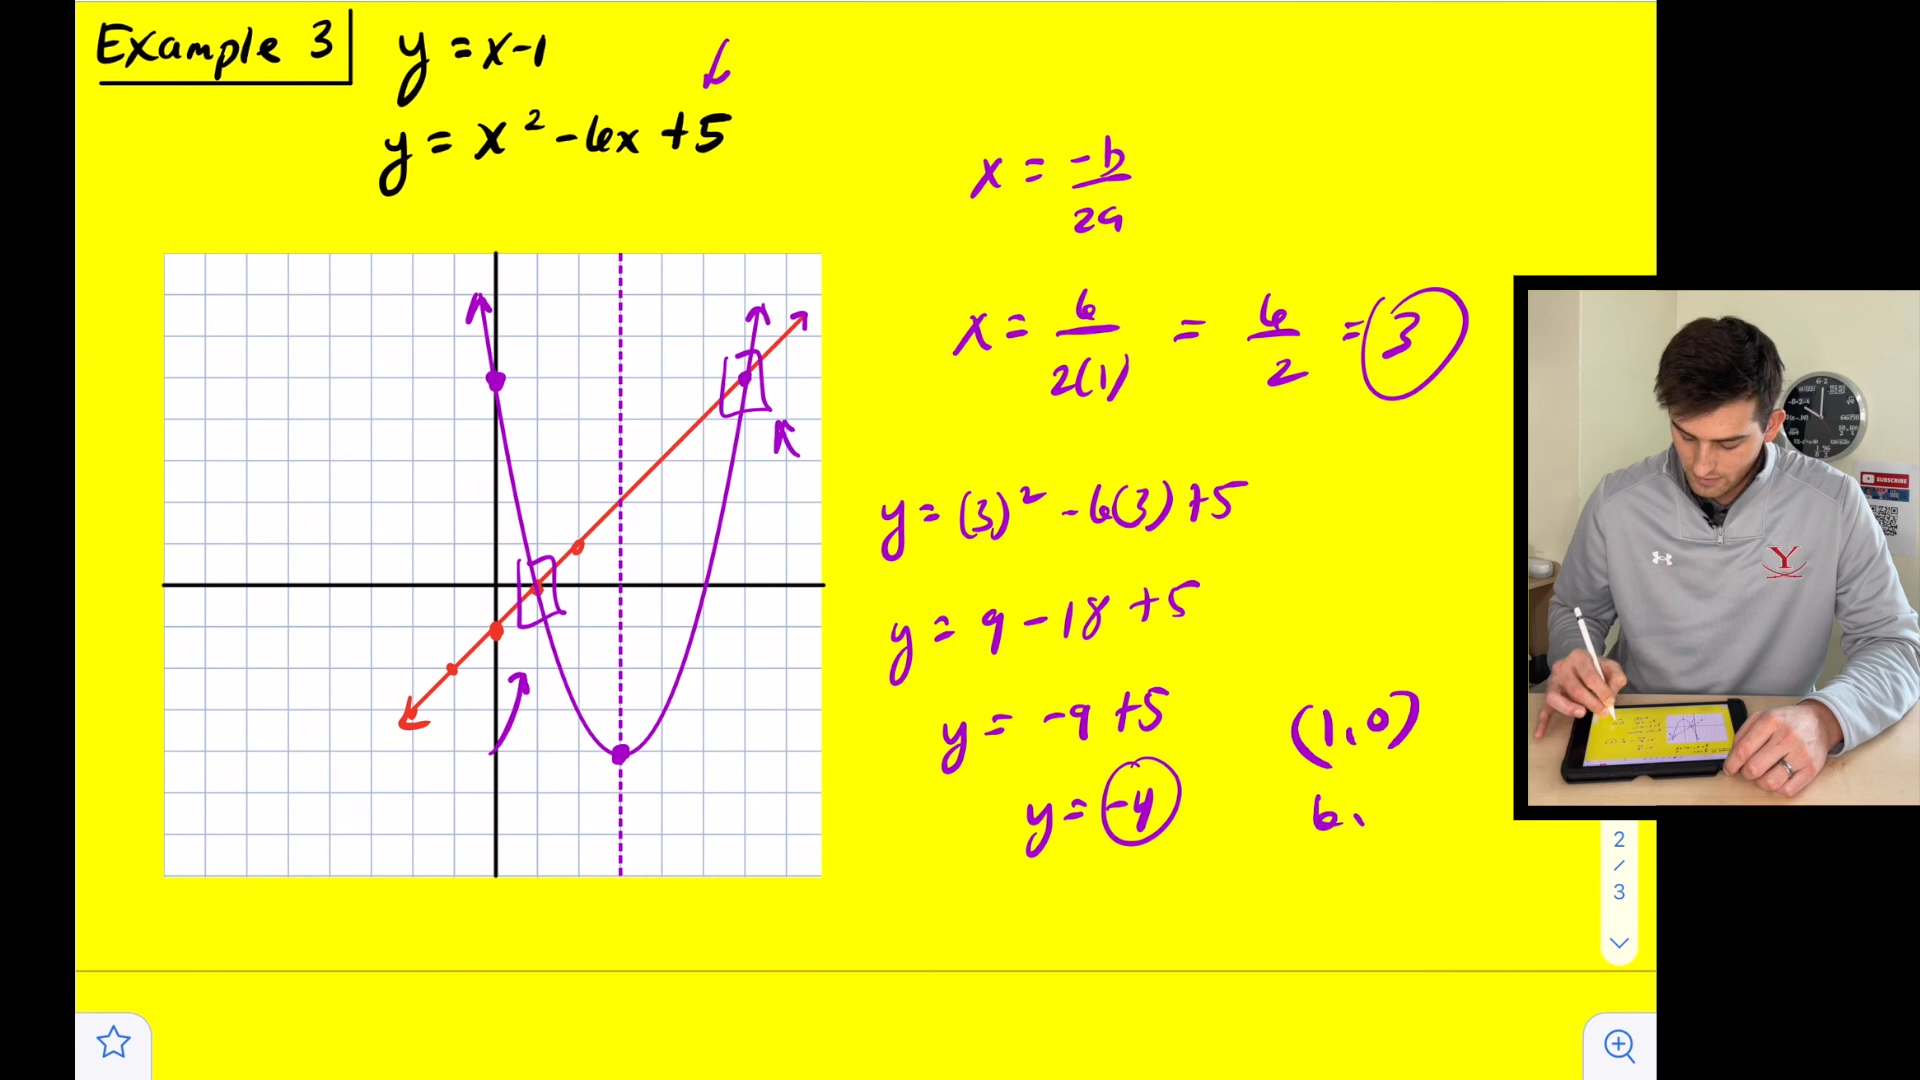 Example 3
y = x-1
y = x² -6x +5
x = -b/2a
x = 6/2(1) = 6/2 = 3
y = (3)² -6(3) +5
y = 9 -18 +5
y = -9 +5
y = -4
(1,0)
6,
SUBSCRIBE
Y
2
/
3